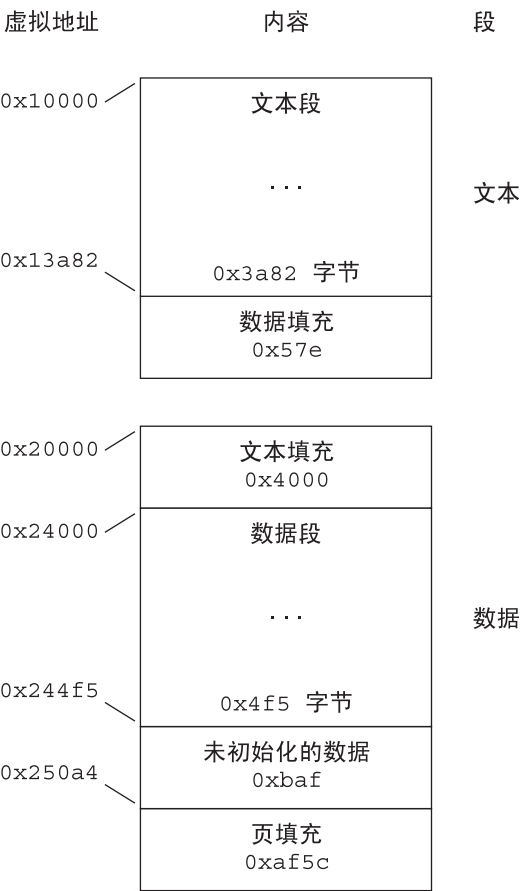 虚拟地址 内容 段
0x10000
文本段
...
文本
0x13a82
0x3a82 字节
数据填充
0x57e
0x20000
文本填充
0x4000
0x24000
数据段
...
数据
0x244f5
0x4f5 字节
未初始化的数据
0xbaf
0x250a4
页填充
0xaf5c